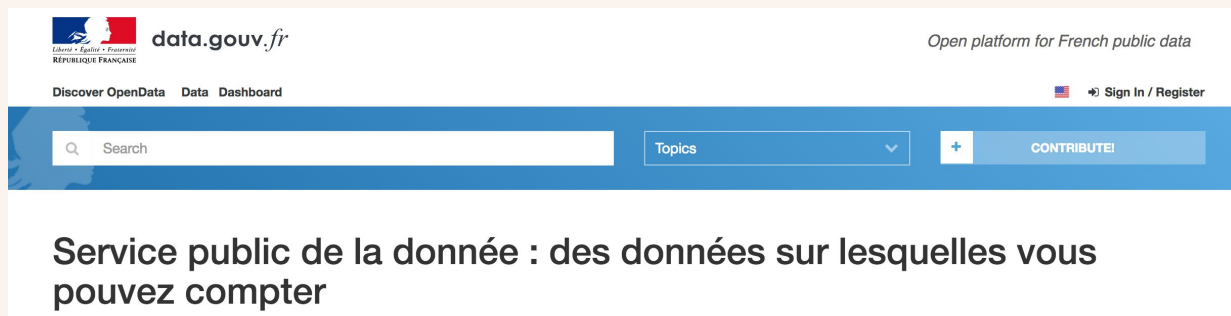 Liberté • Égalité • Fraternité
RÉPUBLIQUE FRANÇAISE
data.gouv.fr
Open platform for French public data
Discover OpenData Data Dashboard
Sign In / Register
Search
Topics
+ CONTRIBUTE!
Service public de la donnée : des données sur lesquelles vous
pouvez compter